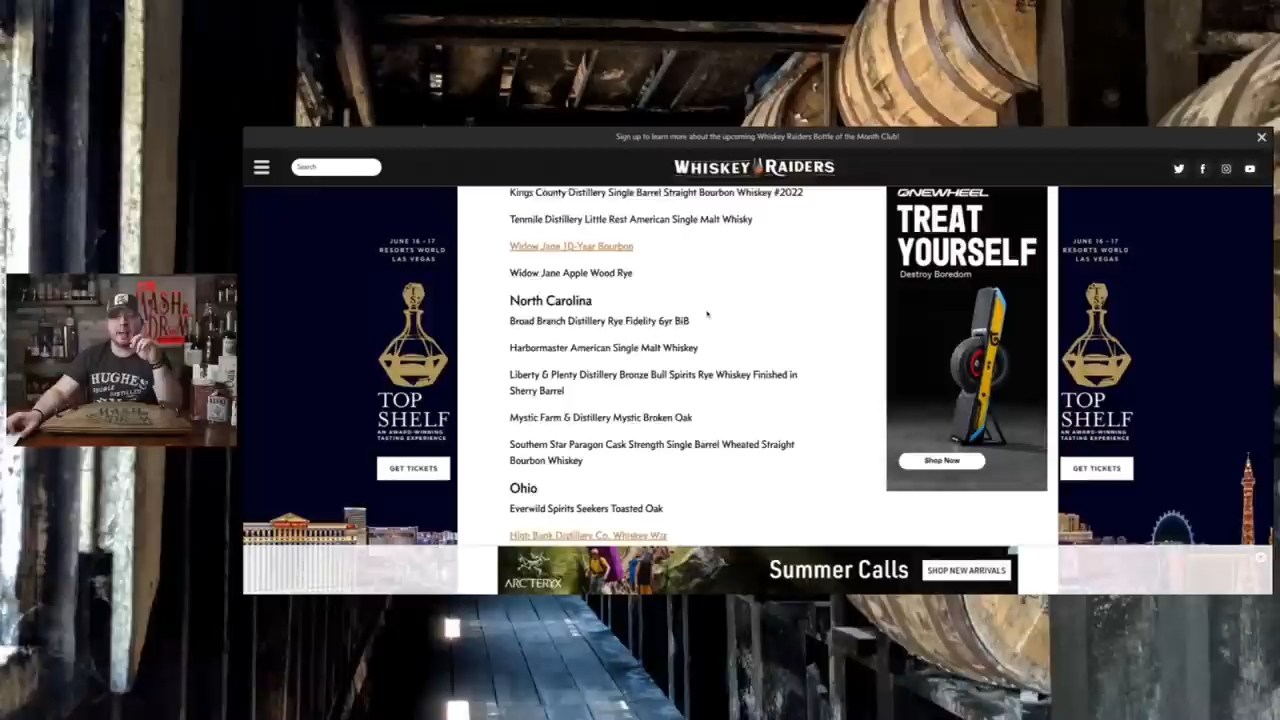 Sign up to learn more about the upcoming Whiskey Raiders Bottle of the Month Club!
Search
WHISKEY RAIDERS
Kings County Distillery Single Barrel Straight Bourbon Whiskey #2022
Tenmile Distillery Little Rest American Single Malt Whisky
Widow Jane 10-Year Bourbon
Widow Jane Apple Wood Rye
North Carolina
Broad Branch Distillery Rye Fidelity 6yr BiB
Harbormaster American Single Malt Whiskey
Liberty & Plenty Distillery Bronze Bull Spirits Rye Whiskey Finished in
Sherry Barrel
Mystic Farm & Distillery Mystic Broken Oak
Southern Star Paragon Cask Strength Single Barrel Wheated Straight
Bourbon Whiskey
Ohio
Everwild Spirits Seekers Toasted Oak
High Bank Distillery Co. Whiskey War
JUNE 16 - 17
RESORTS WORLD
LAS VEGAS
TOP
SHELF
AN AWARD-WINNING
TASTING EXPERIENCE
GET TICKETS
ONEWHEEL
TREAT
YOURSELF
Destroy Boredom
Shop Now
JUNE 16 - 17
RESORTS WORLD
LAS VEGAS
TOP
SHELF
AN AWARD-WINNING
TASTING EXPERIENCE
GET TICKETS
ARC'TERYX
Summer Calls
SHOP NEW ARRIVALS
MASH &
DRUM
HUGHES